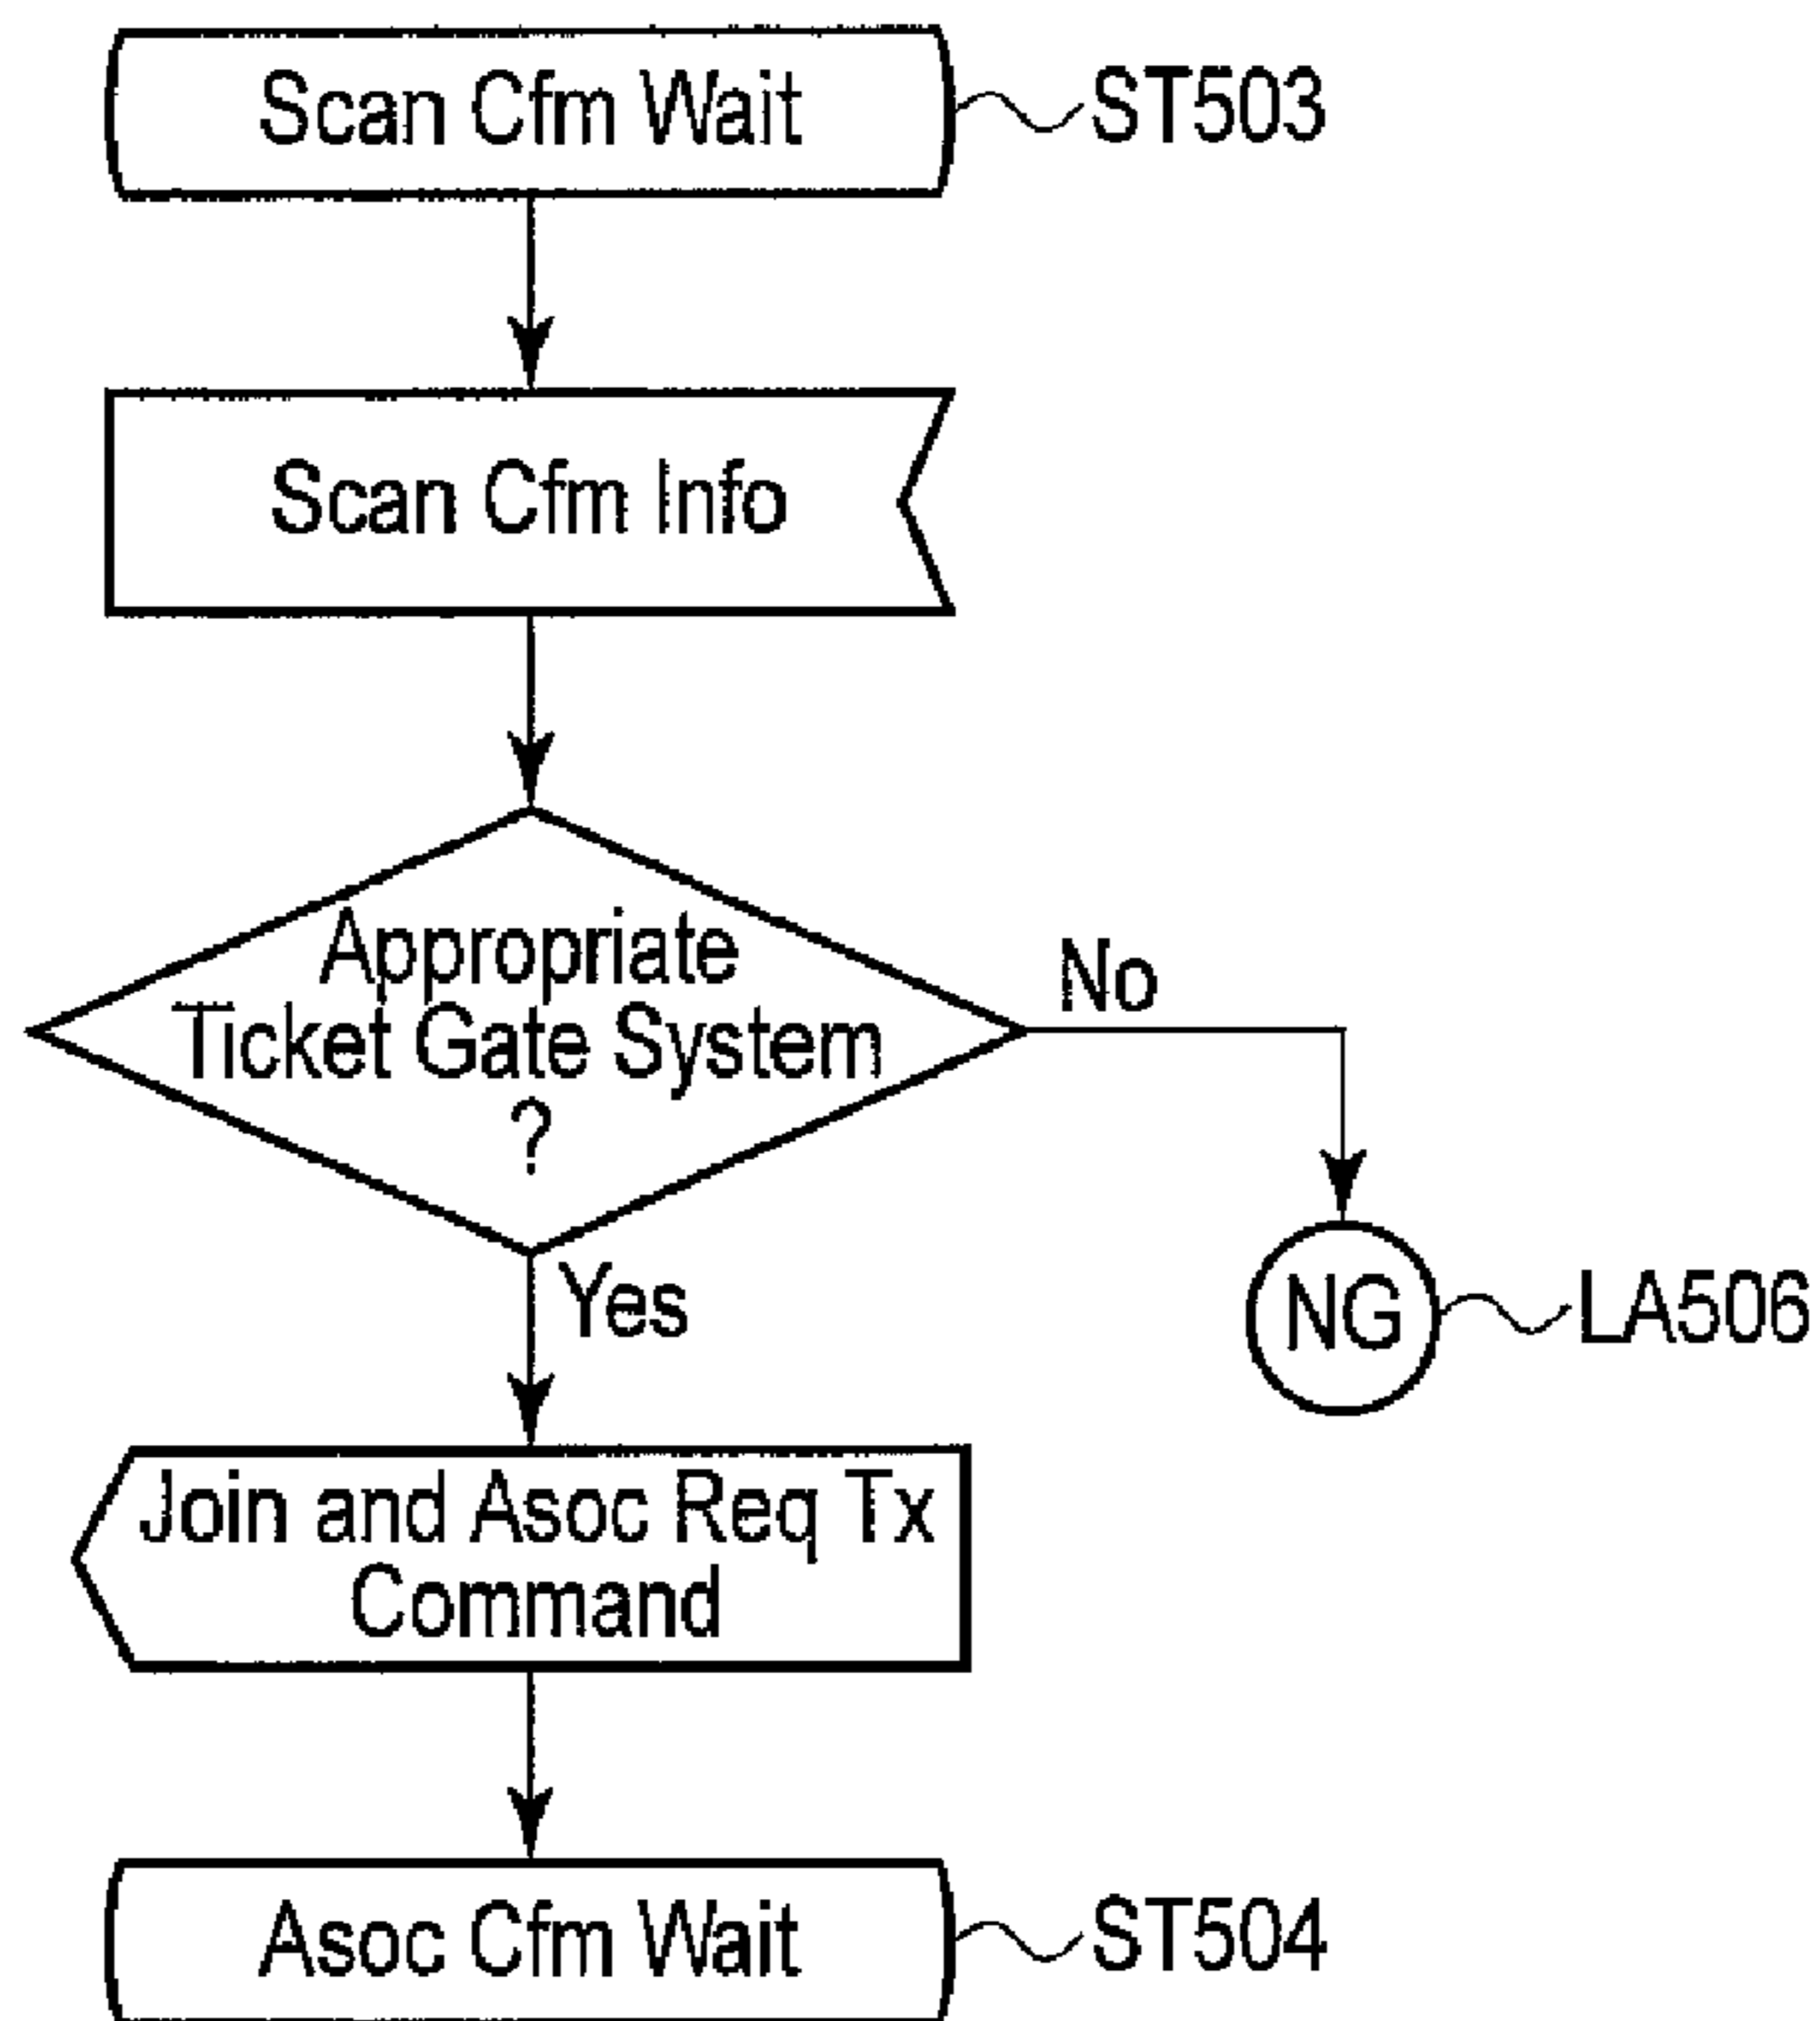 Scan Cfm Wait
ST503
Scan Cfm Info
Appropriate
Ticket Gate System
?
No
Yes
NG
LA506
Join and Asoc Req Tx
Command
Asoc Cfm Wait
ST504